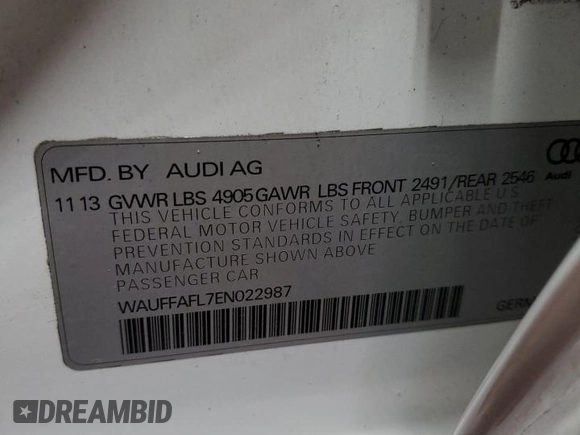 MFD. BY AUDI AG
Audi
11 13 GVWR LBS 4905 GAWR LBS FRONT 2491/REAR 2546
THIS VEHICLE CONFORMS TO ALL APPLICABLE U.S.
FEDERAL MOTOR VEHICLE SAFETY, BUMPER AND THEFT
PREVENTION STANDARDS IN EFFECT ON THE DATE OF
MANUFACTURE SHOWN ABOVE
PASSENGER CAR
WAUFFAFL7EN022987
GERM
DREAMBID